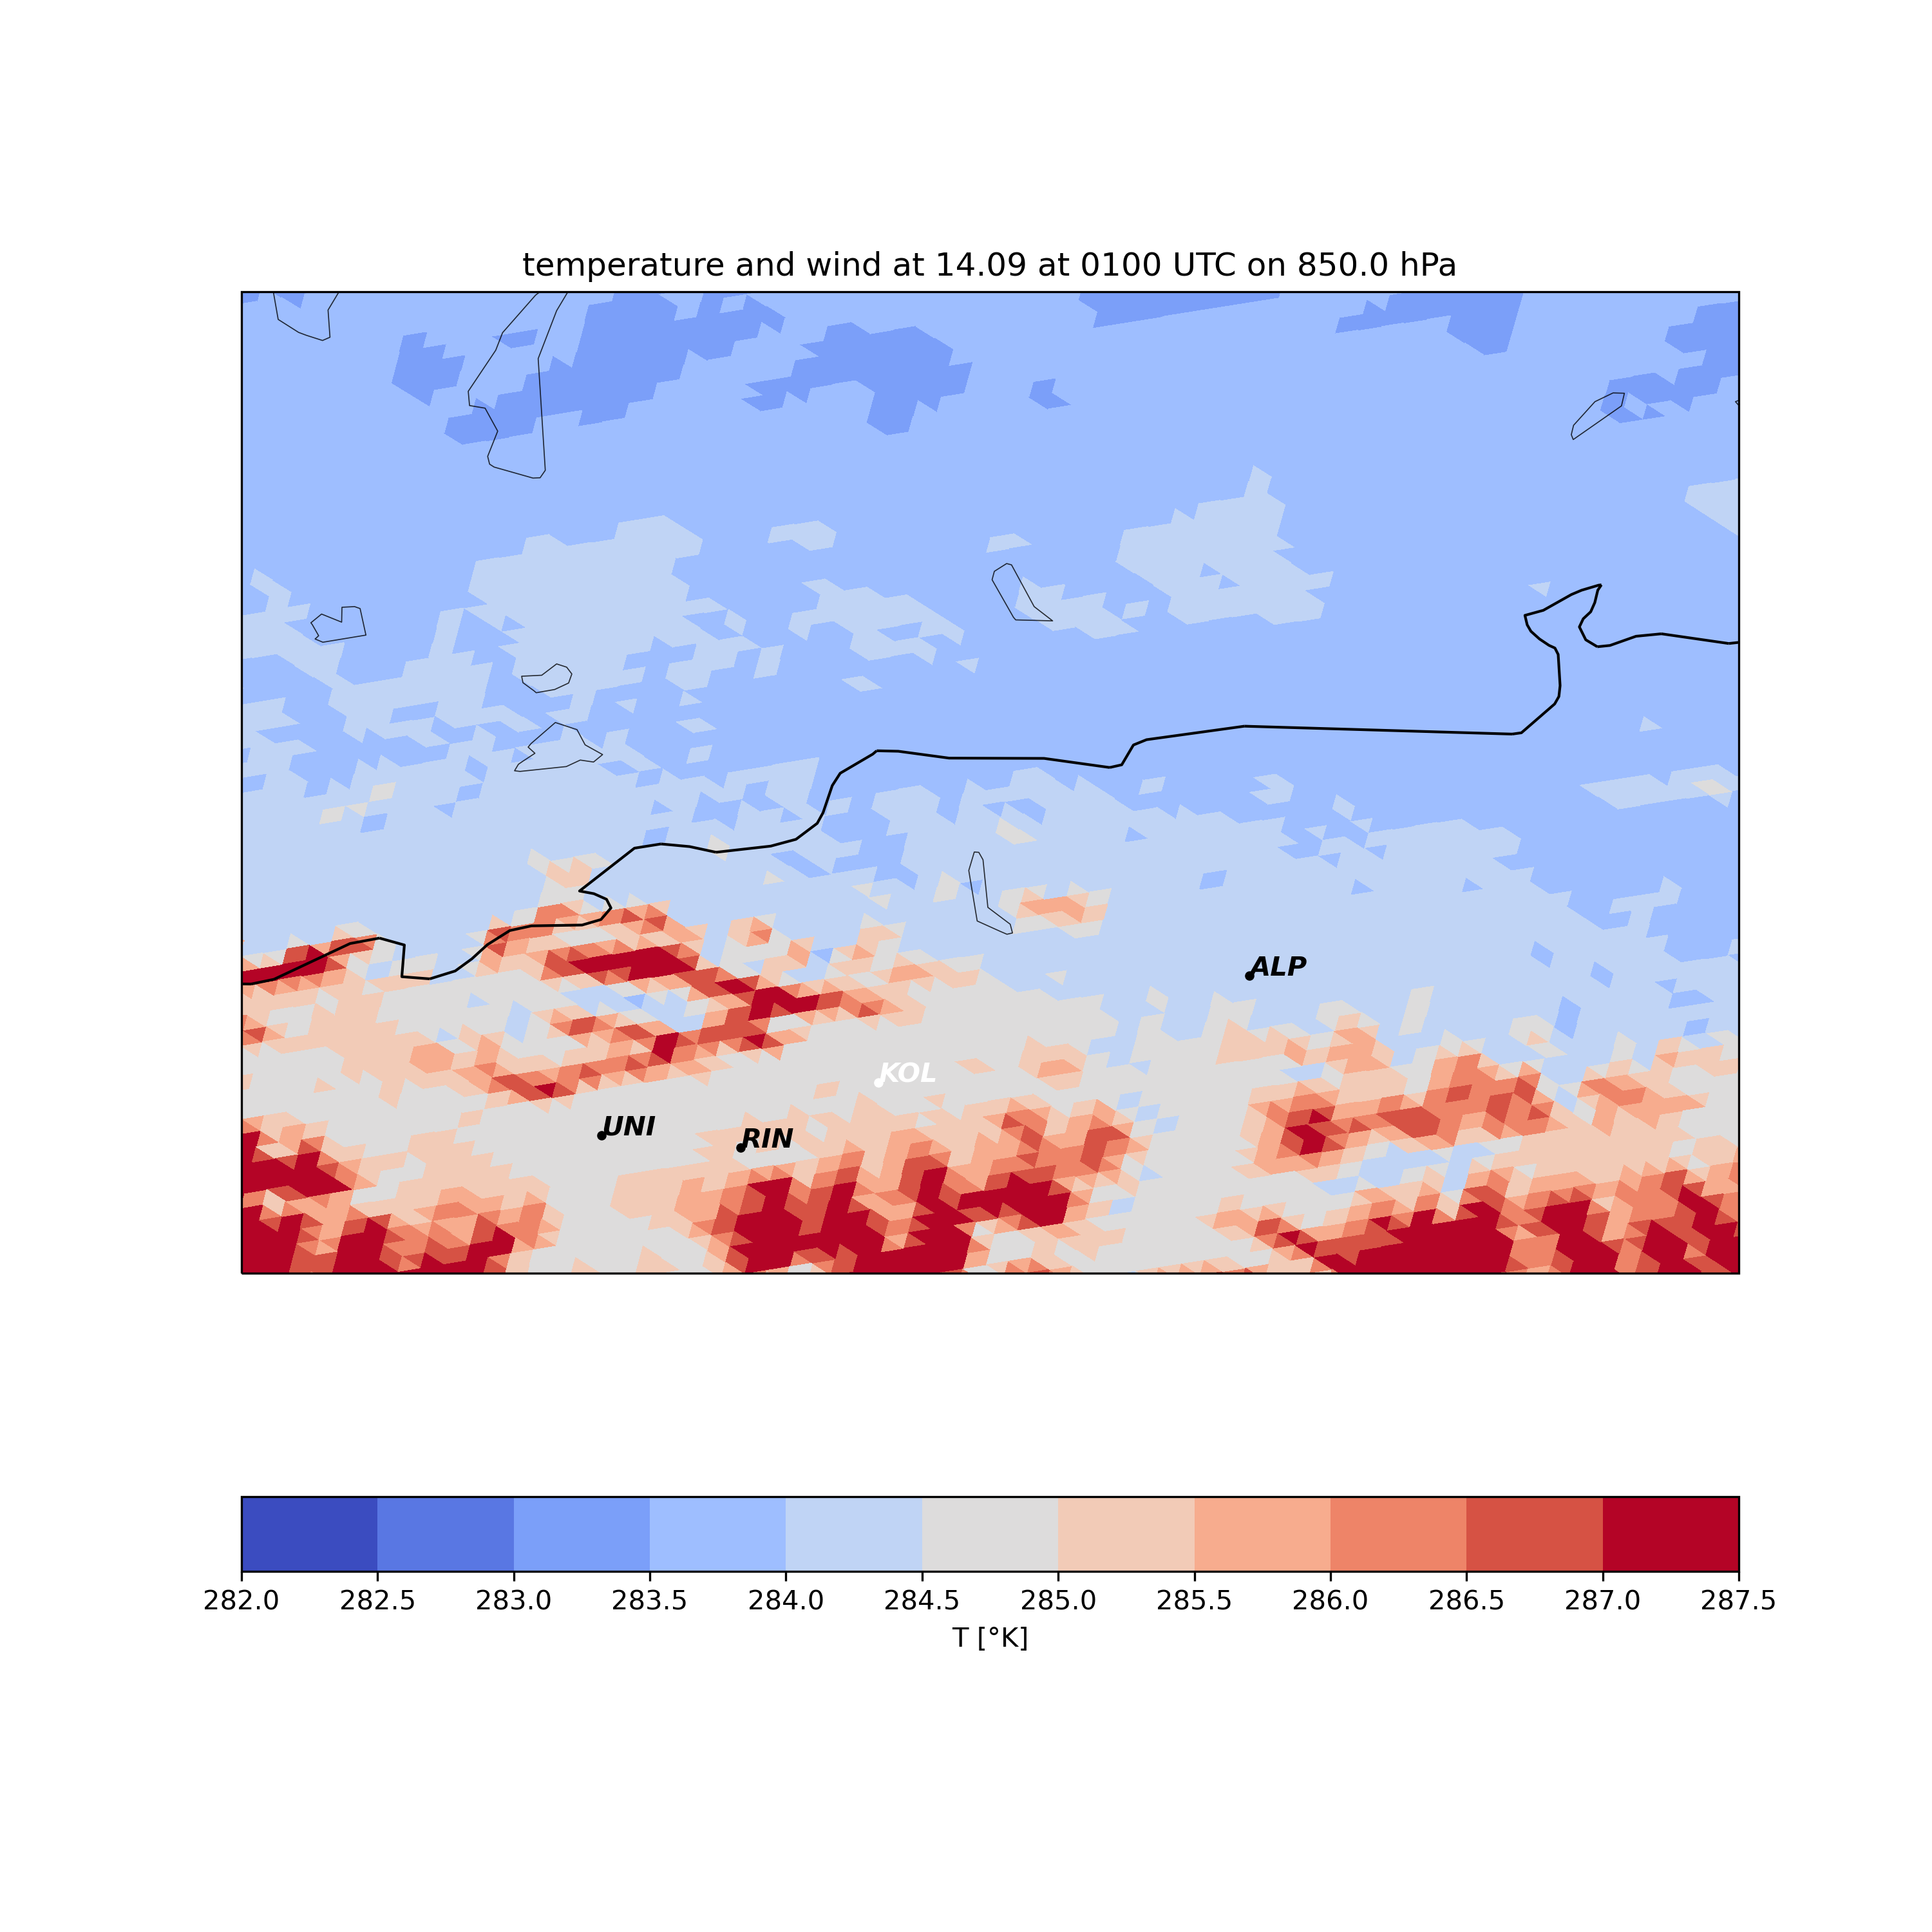 temperature and wind at 14.09 at 0100 UTC on 850.0 hPa
ALP
KOL
UNI
RIN
282.0 282.5 283.0 283.5 284.0 284.5 285.0 285.5 286.0 286.5 287.0 287.5
T [°K]